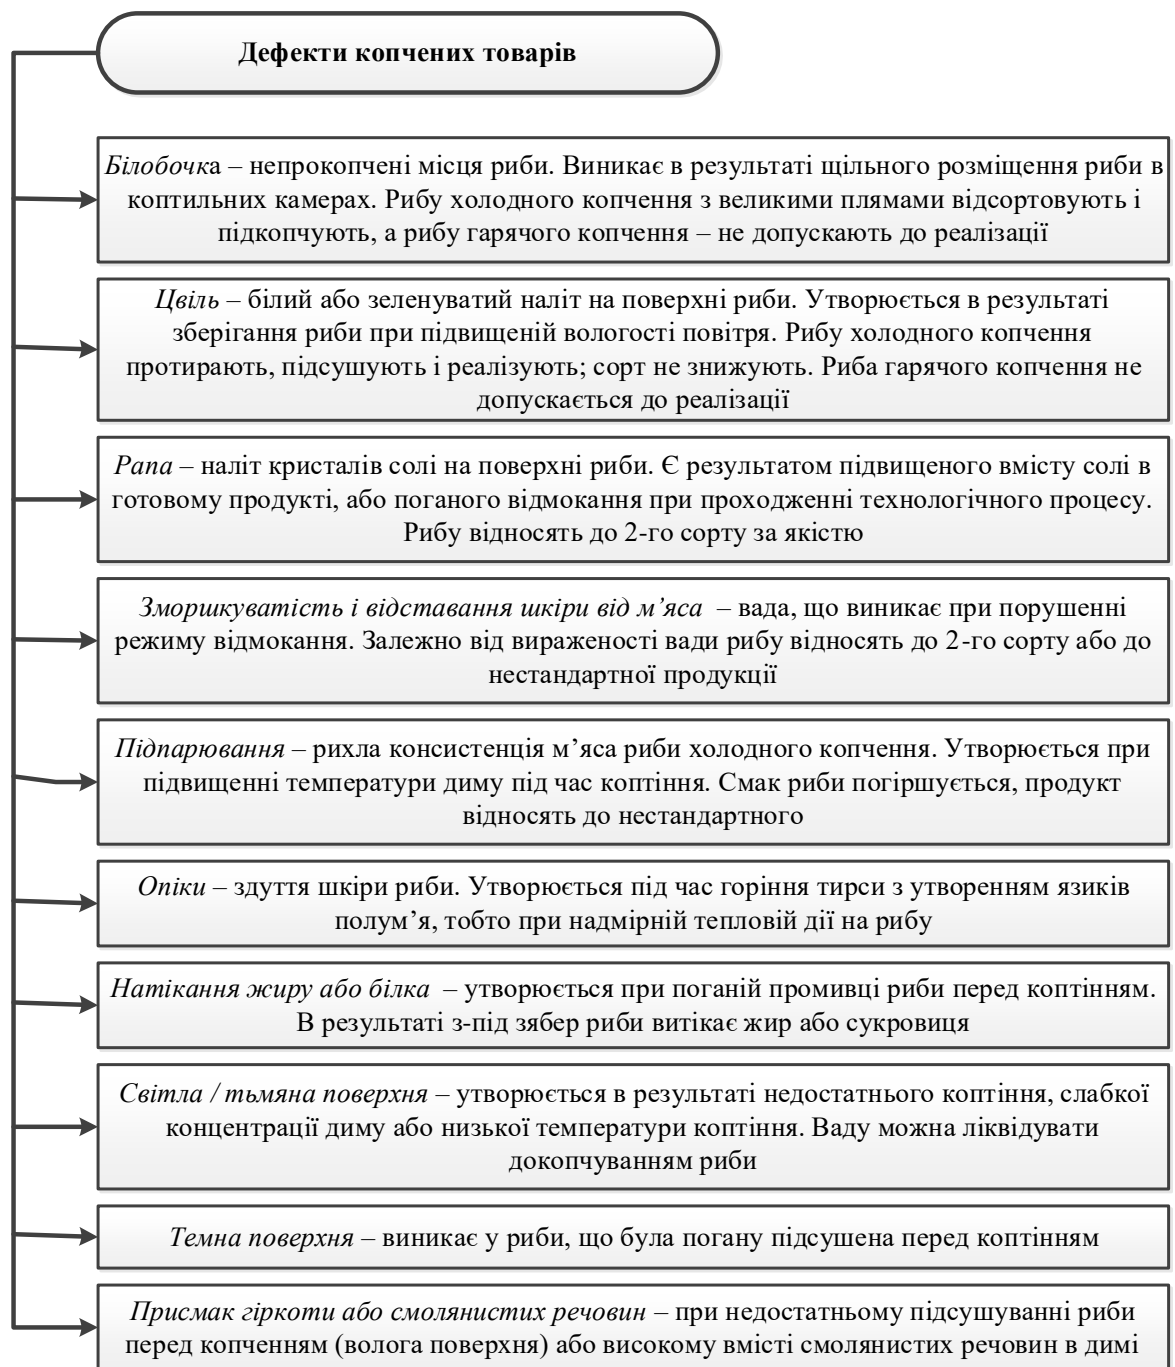 Дефекти копчених товарів
Білобочка – непрокопчені місця риби. Виникає в результаті щільного розміщення риби в
коптильних камерах. Рибу холодного копчення з великими плямами відсортовують і
підкопчують, а рибу гарячого копчення – не допускають до реалізації
Цвіль – білий або зеленуватий наліт на поверхні риби. Утворюється в результаті
зберігання риби при підвищеній вологості повітря. Рибу холодного копчення
протирають, підсушують і реалізують; сорт не знижують. Риба гарячого копчення не
допускається до реалізації
Рапа – наліт кристалів солі на поверхні риби. Є результатом підвищеного вмісту солі в
готовому продукті, або поганого відмокання при проходженні технологічного процесу.
Рибу відносять до 2-го сорту за якістю
Зморшкуватість і відставання шкіри від м’яса – вада, що виникає при порушенні
режиму відмокання. Залежно від вираженості вади рибу відносять до 2-го сорту або до
нестандартної продукції
Підпарювання – рихла консистенція м’яса риби холодного копчення. Утворюється при
підвищенні температури диму під час коптіння. Смак риби погіршується, продукт
відносять до нестандартного
Опіки – здуття шкіри риби. Утворюється під час горіння тирси з утворенням язиків
полум’я, тобто при надмірній тепловій дії на рибу
Натікання жиру або білка – утворюється при поганій промивці риби перед коптінням.
В результаті з-під зябер риби витікає жир або сукровиця
Світла / тьмяна поверхня – утворюється в результаті недостатнього коптіння, слабкої
концентрації диму або низької температури коптіння. Ваду можна ліквідувати
докопчуванням риби
Темна поверхня – виникає у риби, що була погану підсушена перед коптінням
Присмак гіркоти або смолянистих речовин – при недостатньому підсушуванні риби
перед копченням (волога поверхня) або високому вмісті смолянистих речовин в димі